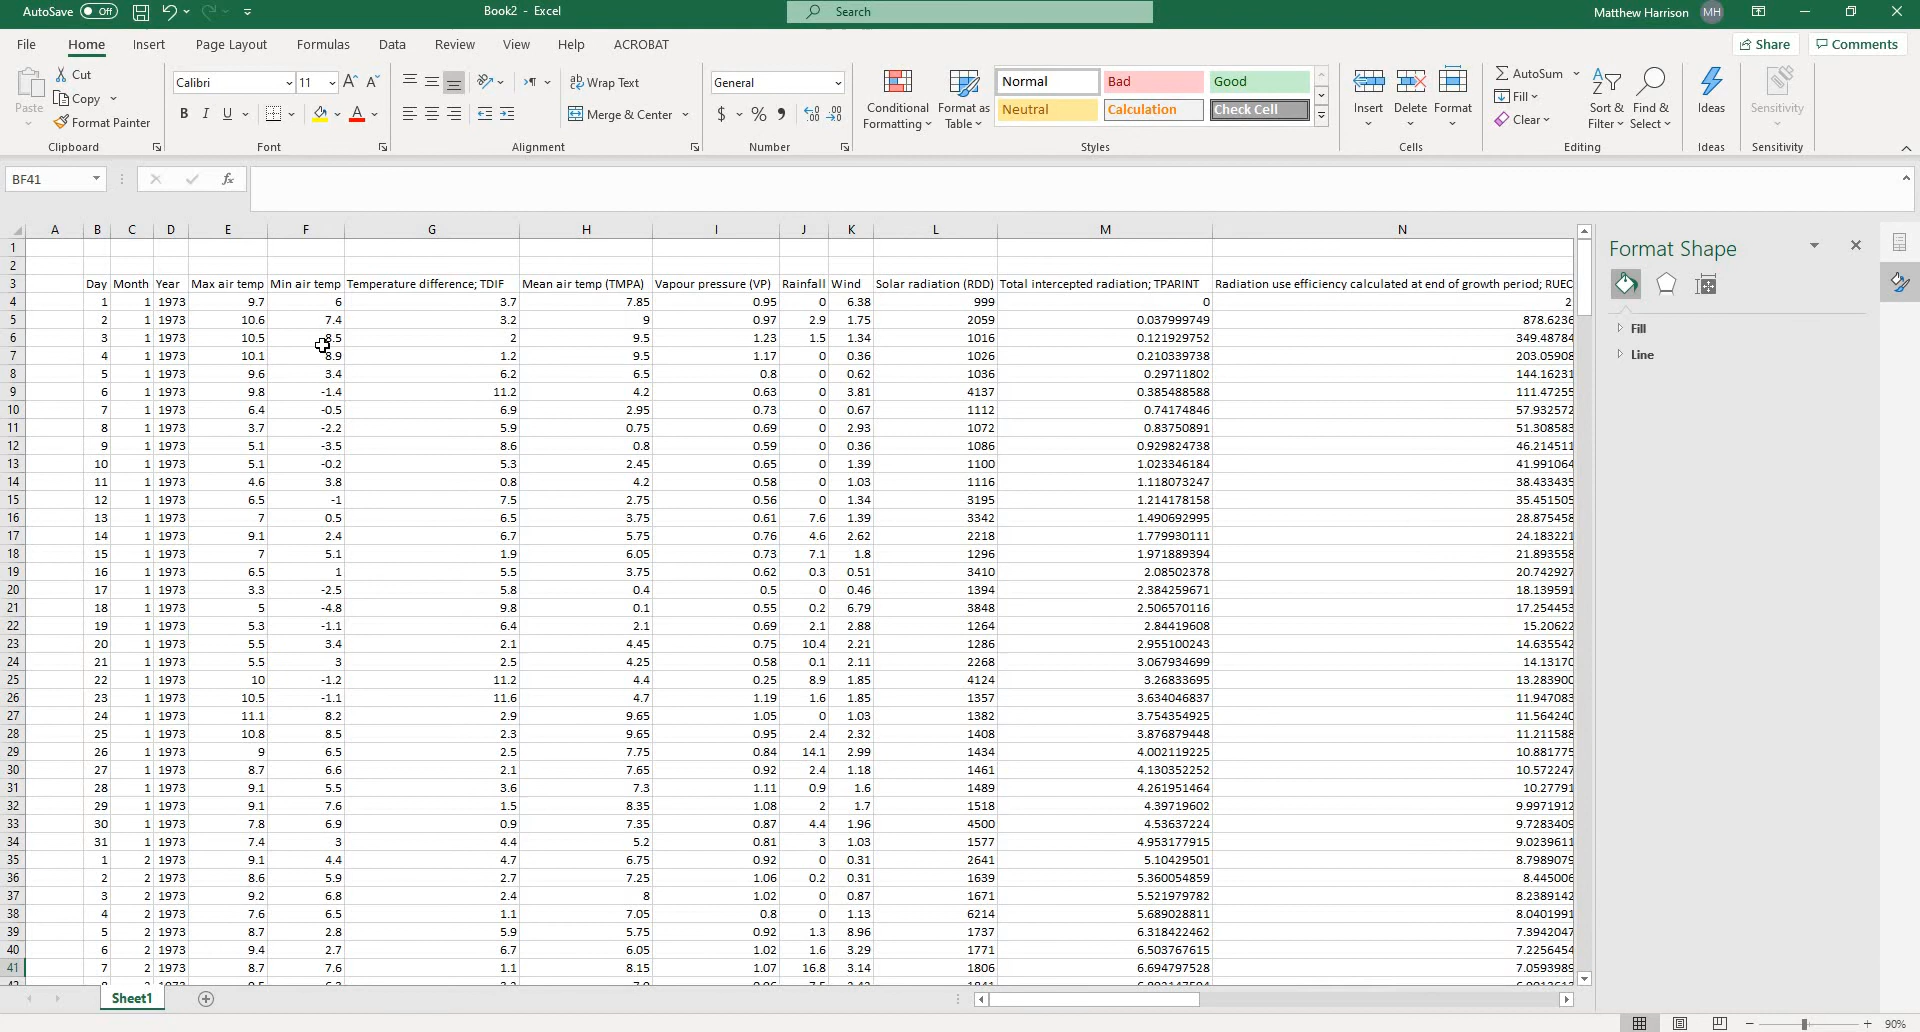 AutoSave Off Book2 - Excel Search Matthew Harrison MH
File Home Insert Page Layout Formulas Data Review View Help ACROBAT Share Comments
Cut Calibri 11 Wrap Text General Normal Bad Good AutoSum
Paste Copy Conditional Formatting Format as Table Insert Delete Format Fill Sort & Filter Find & Select Ideas Sensitivity
Format Painter B I U Merge & Center $ % Neutral Calculation Check Cell Clear
Clipboard Font Alignment Number Styles Cells Editing Ideas Sensitivity
BF41 fx
A B C D E F G H I J K L M N
Format Shape
Fill
Line
1
2
3 Day Month Year Max air temp Min air temp Temperature difference; TDIF Mean air temp (TMPA) Vapour pressure (VP) Rainfall Wind Solar radiation (RDD) Total intercepted radiation; TPARINT Radiation use efficiency calculated at end of growth period; RUEC
4 1 1 1973 9.7 6 3.7 7.85 0.95 0 6.38 999 0 2
5 2 1 1973 10.6 7.4 3.2 9 0.97 2.9 1.75 2059 0.037999749 878.6236
6 3 1 1973 10.5 8.5 2 9.5 1.23 1.5 1.34 1016 0.121929752 349.48784
7 4 1 1973 10.1 8.9 1.2 9.5 1.17 0 0.36 1026 0.210339738 203.05908
8 5 1 1973 9.6 3.4 6.2 6.5 0.8 0 0.62 1036 0.29711802 144.16231
9 6 1 1973 9.8 -1.4 11.2 4.2 0.63 0 3.81 4137 0.385488588 111.47255
10 7 1 1973 6.4 -0.5 6.9 2.95 0.73 0 0.67 1112 0.74174846 57.932572
11 8 1 1973 3.7 -2.2 5.9 0.75 0.69 0 2.93 1072 0.83750891 51.308583
12 9 1 1973 5.1 -3.5 8.6 0.8 0.59 0 0.36 1086 0.929824738 46.214511
13 10 1 1973 5.1 -0.2 5.3 2.45 0.65 0 1.39 1100 1.023346184 41.991064
14 11 1 1973 4.6 3.8 0.8 4.2 0.58 0 1.03 1116 1.118073247 38.433435
15 12 1 1973 6.5 -1 7.5 2.75 0.56 0 1.34 3195 1.214178158 35.451505
16 13 1 1973 7 0.5 6.5 3.75 0.61 7.6 1.39 3342 1.490692995 28.875458
17 14 1 1973 9.1 2.4 6.7 5.75 0.76 4.6 2.62 2218 1.779930111 24.183221
18 15 1 1973 7 5.1 1.9 6.05 0.73 7.1 1.8 1296 1.971889394 21.893558
19 16 1 1973 6.5 1 5.5 3.75 0.62 0.3 0.51 3410 2.08502378 20.742927
20 17 1 1973 3.3 -2.5 5.8 0.4 0.5 0 0.46 1394 2.384259671 18.139591
21 18 1 1973 5 -4.8 9.8 0.1 0.55 0.2 6.79 3848 2.506570116 17.254453
22 19 1 1973 5.3 -1.1 6.4 2.1 0.69 2.1 2.88 1264 2.84419608 15.20622
23 20 1 1973 5.5 3.4 2.1 4.45 0.75 10.4 2.21 1286 2.955100243 14.635542
24 21 1 1973 5.5 3 2.5 4.25 0.58 0.1 2.11 2268 3.067934699 14.13170
25 22 1 1973 10 -1.2 11.2 4.4 0.25 8.9 1.85 4124 3.26833695 13.283900
26 23 1 1973 10.5 -1.1 11.6 4.7 1.19 1.6 1.85 1357 3.634046837 11.947083
27 24 1 1973 11.1 8.2 2.9 9.65 1.05 0 1.03 1382 3.754354925 11.564240
28 25 1 1973 10.8 8.5 2.3 9.65 0.95 2.4 2.32 1408 3.876879448 11.211588
29 26 1 1973 9 6.5 2.5 7.75 0.84 14.1 2.99 1434 4.002119225 10.881775
30 27 1 1973 8.7 6.6 2.1 7.65 0.92 2.4 1.18 1461 4.130352252 10.572247
31 28 1 1973 9.1 5.5 3.6 7.3 1.11 0.9 1.6 1489 4.261951464 10.27791
32 29 1 1973 9.1 7.6 1.5 8.35 1.08 2 1.7 1518 4.39719602 9.9971912
33 30 1 1973 7.8 6.9 0.9 7.35 0.87 4.4 1.96 4500 4.53637224 9.7283409
34 31 1 1973 7.4 3 4.4 5.2 0.81 3 1.03 1577 4.953177915 9.0239611
35 1 2 1973 9.1 4.4 4.7 6.75 0.92 0 0.31 2641 5.10429501 8.7989079
36 2 2 1973 8.6 5.9 2.7 7.25 1.06 0.2 0.31 1639 5.360054859 8.445006
37 3 2 1973 9.2 6.8 2.4 8 1.02 0 0.87 1671 5.521979782 8.2389142
38 4 2 1973 7.6 6.5 1.1 7.05 0.8 0 1.13 6214 5.689028811 8.0401991
39 5 2 1973 8.7 2.8 5.9 5.75 0.92 1.3 8.96 1737 6.318422462 7.3942047
40 6 2 1973 9.4 2.7 6.7 6.05 1.02 1.6 3.29 1771 6.503767615 7.2256454
41 7 2 1973 8.7 7.6 1.1 8.15 1.07 16.8 3.14 1806 6.694797528 7.0593989
Sheet1
90%